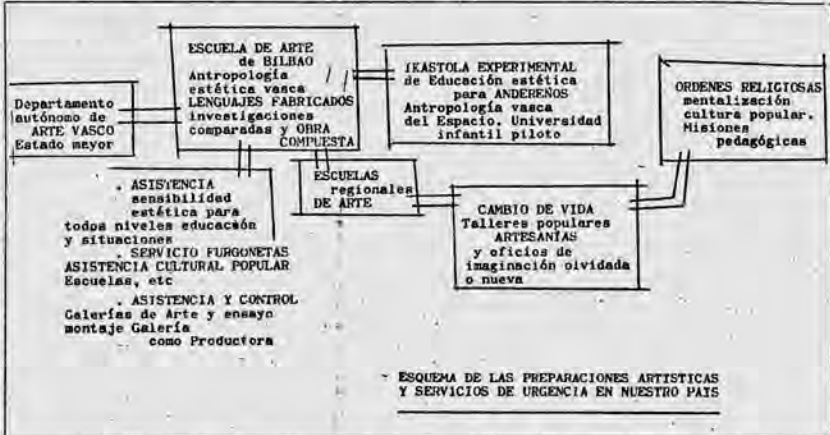 Departamento
autónomo de
ARTE VASCO
Estado mayor
ESCUELA DE ARTE
de BILBAO
Antropología
estética vasca
LENGUAJES FABRICADOS
investigaciones
comparadas y OBRA
COMPUESTA
IKASTOLA EXPERIMENTAL
de Educación estética
para ANDEREÑOS
Antropología vasca
del Espacio. Universidad
infantil piloto
ORDENES RELIGIOSAS
mentalización
cultura popular.
Misiones
pedagógicas
. ASISTENCIA
sensibilidad
estética para
todos niveles educación
y situaciones
. SERVICIO FURGONETAS
ASISTENCIA CULTURAL POPULAR
Escuelas, etc
. ASISTENCIA Y CONTROL
Galerías de Arte y ensayo
montaje Galería
como Productora
ESCUELAS
regionales
DE ARTE
CAMBIO DE VIDA
Talleres populares
ARTESANIAS
y oficios de
imaginación olvidada
o nueva
- ESQUEMA DE LAS PREPARACIONES ARTISTICAS
Y SERVICIOS DE URGENCIA EN NUESTRO PAIS